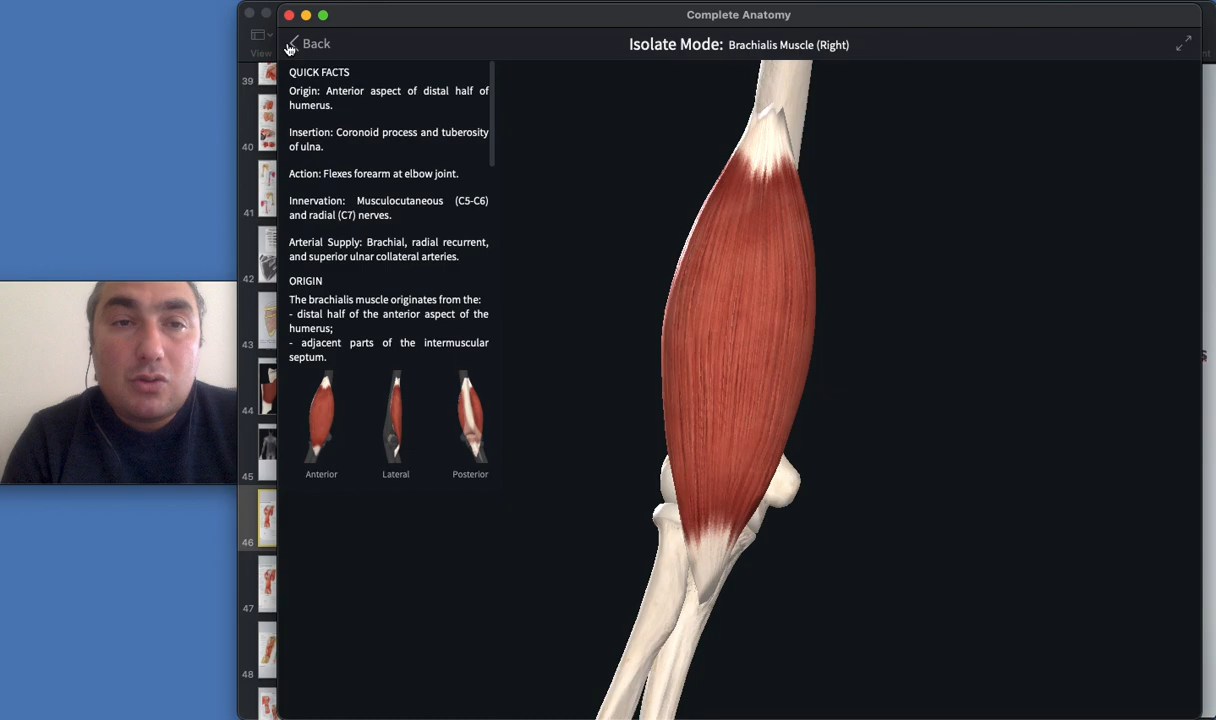 Complete Anatomy
Back
Isolate Mode: Brachialis Muscle (Right)
View
QUICK FACTS
Origin: Anterior aspect of distal half of
humerus.
Insertion: Coronoid process and tuberosity
of ulna.
Action: Flexes forearm at elbow joint.
Innervation: Musculocutaneous (C5-C6)
and radial (C7) nerves.
Arterial Supply: Brachial, radial recurrent,
and superior ulnar collateral arteries.
ORIGIN
The brachialis muscle originates from the:
- distal half of the anterior aspect of the
humerus;
- adjacent parts of the intermuscular
septum.
Anterior Lateral Posterior
39
40
41
42
43
44
45
46
47
48